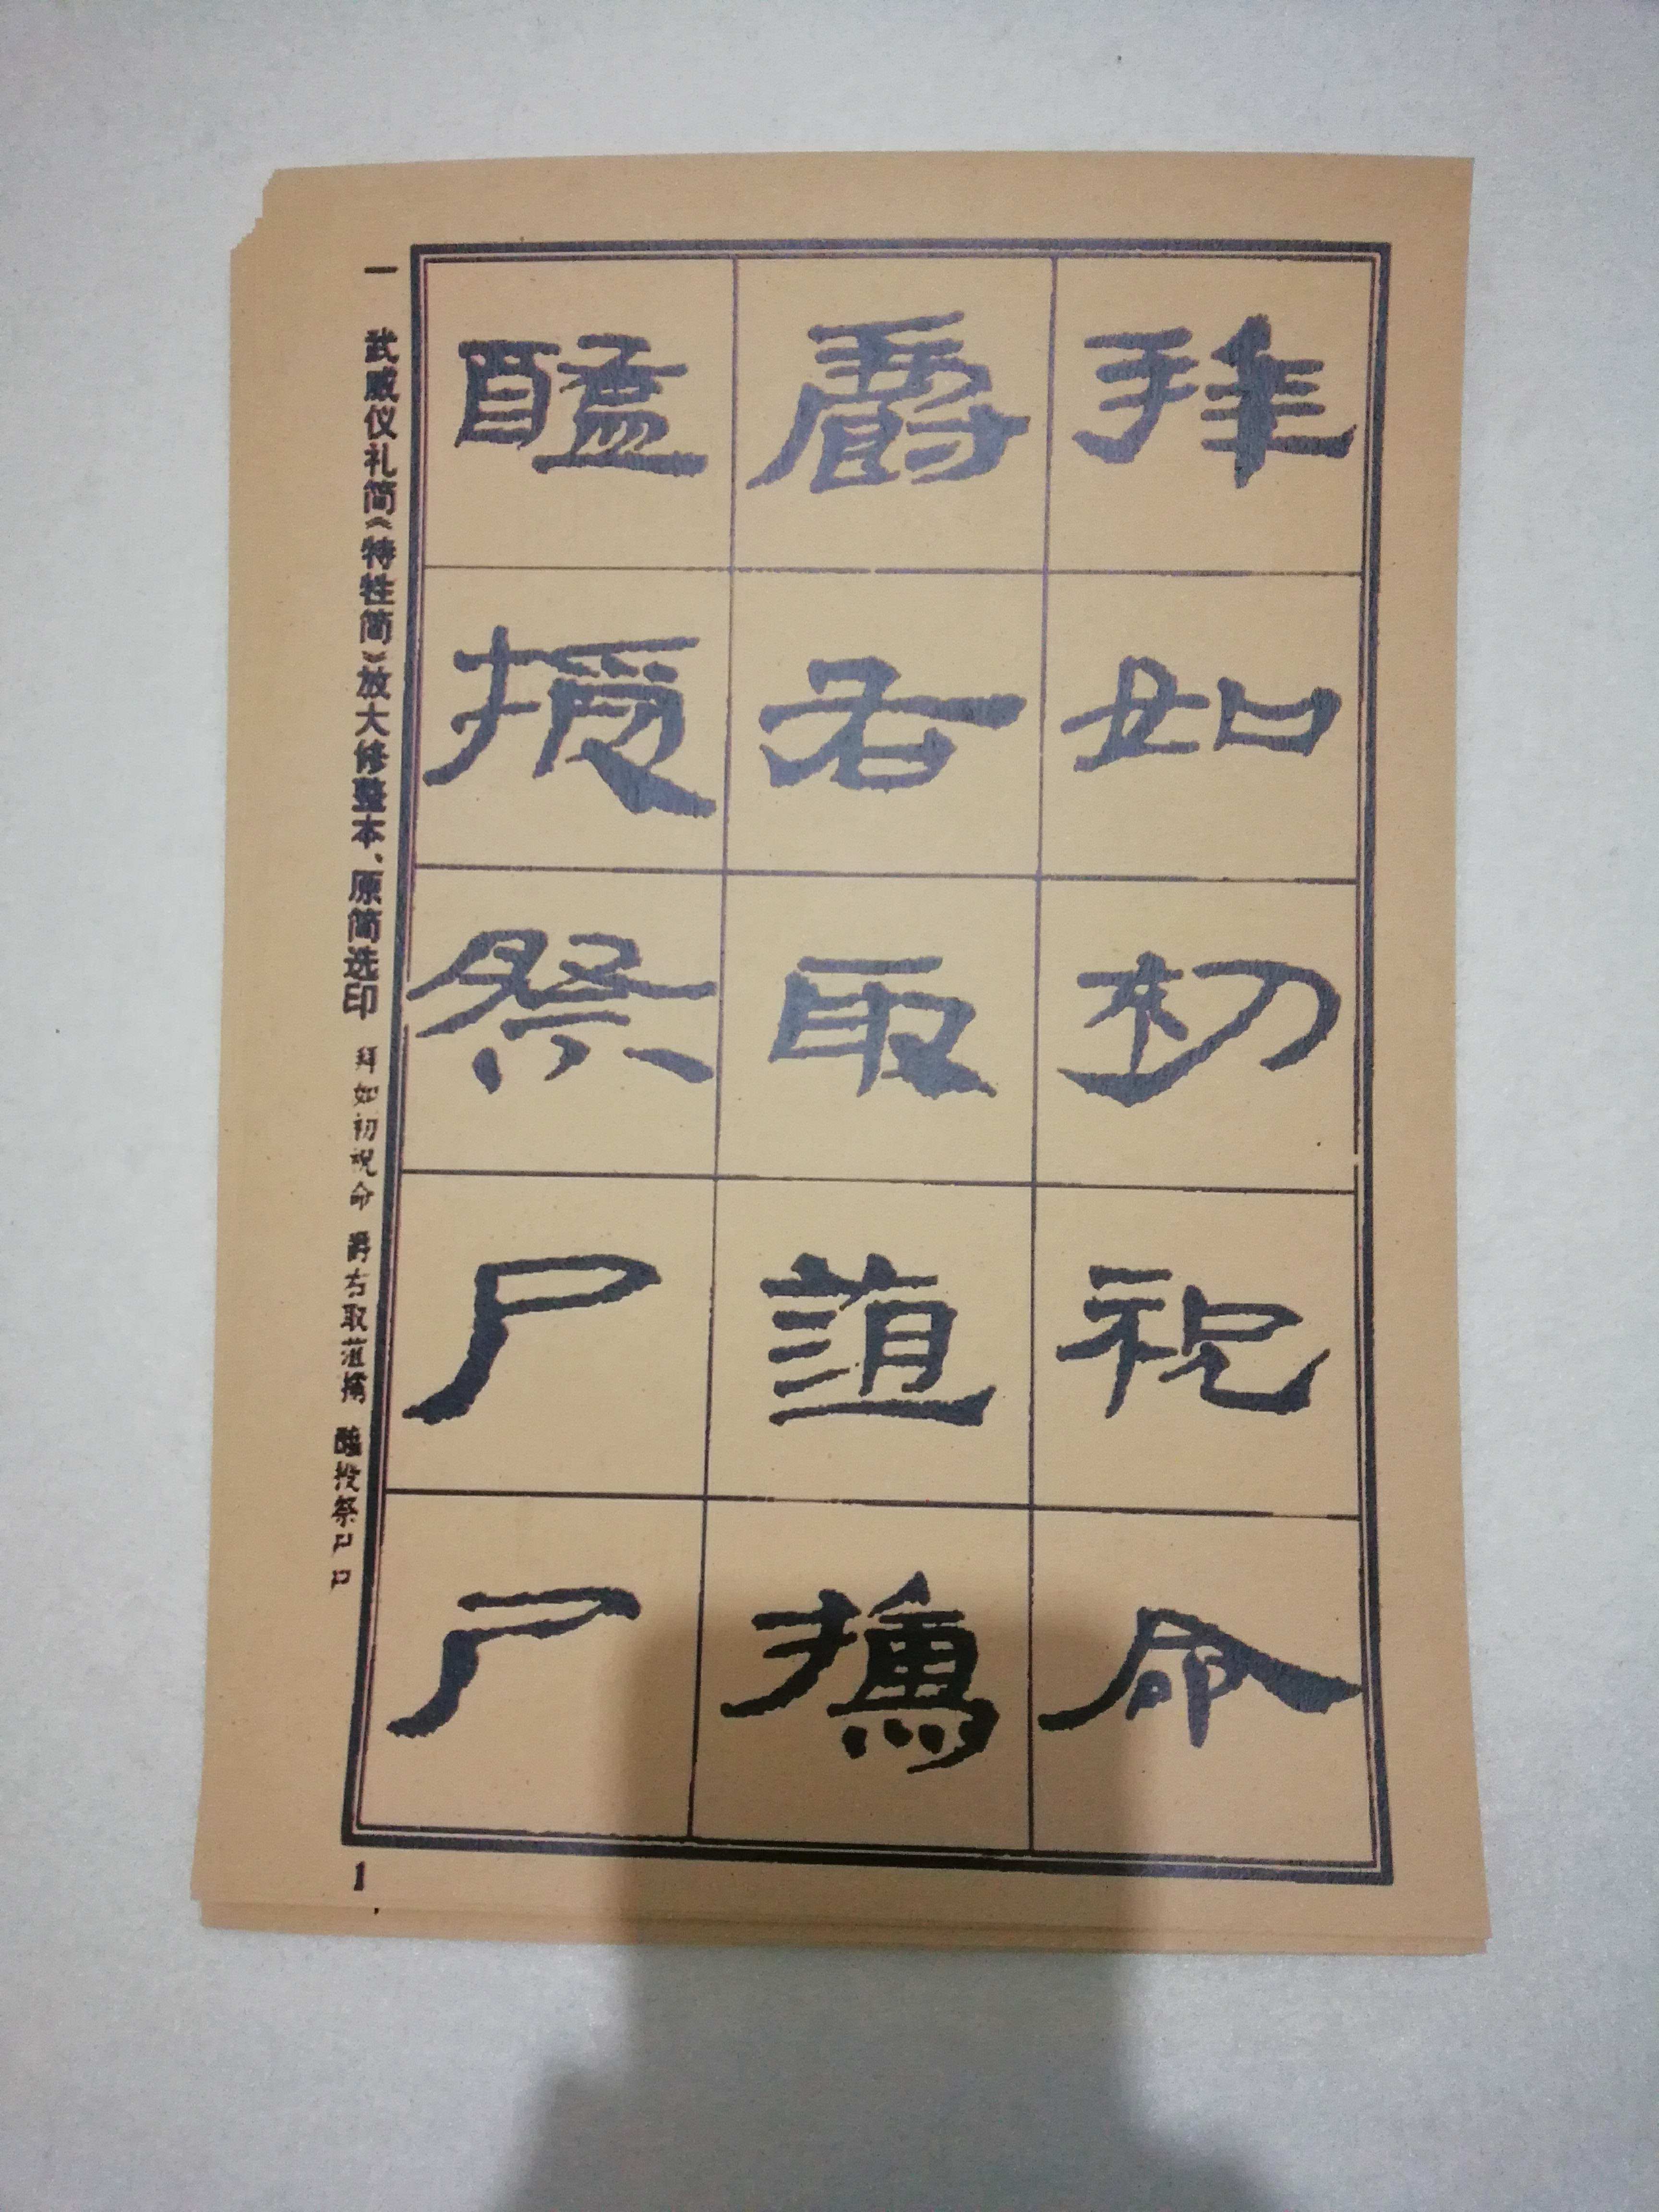 拜如初祝命
爵右取菹
醢授祭尸尸
一 武威仪礼简《特牲简》放大修整本、原简选印 拜如初祝命 爵右取菹 醢授祭尸尸
1